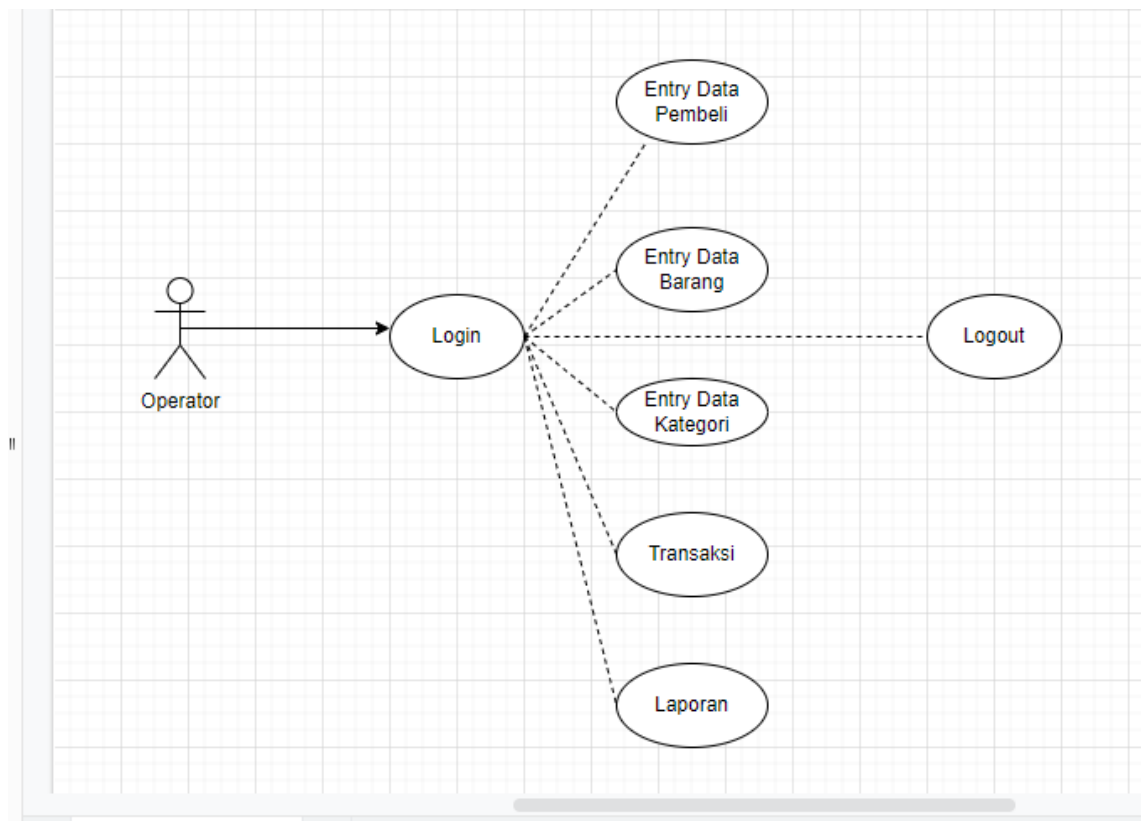 Entry Data
Pembeli
Entry Data
Barang
Login
Logout
Operator
Entry Data
Kategori
Transaksi
Laporan